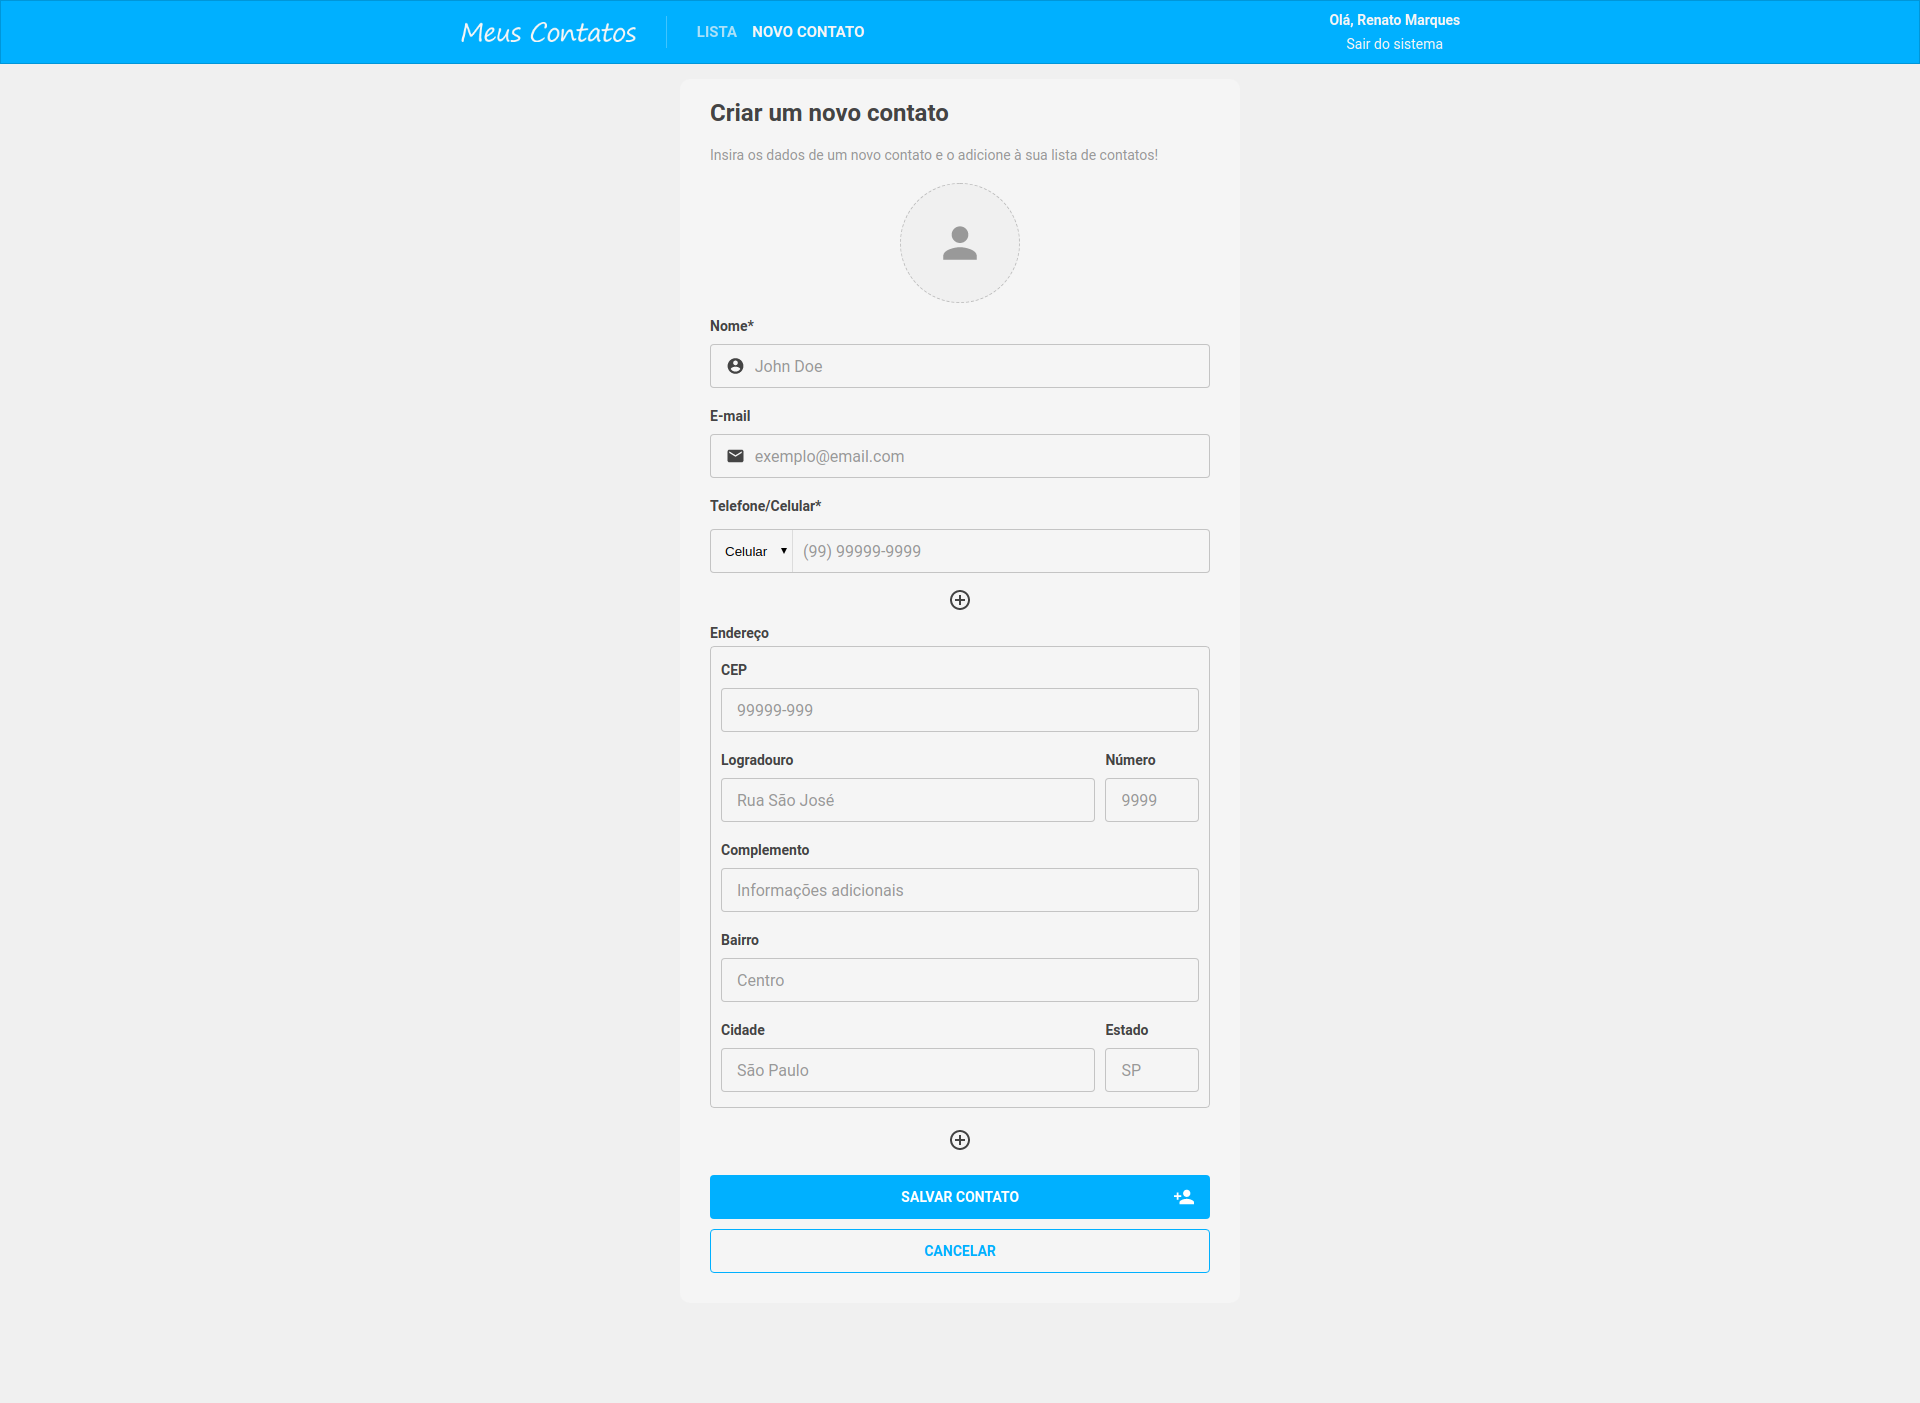 Meus Contatos
LISTA NOVO CONTATO
Olá, Renato Marques
Sair do sistema
Criar um novo contato
Insira os dados de um novo contato e o adicione à sua lista de contatos!
Nome*
John Doe
E-mail
exemplo@email.com
Telefone/Celular*
Celular (99) 99999-9999
Endereço
CEP
99999-999
Logradouro Número
Rua São José 9999
Complemento
Informações adicionais
Bairro
Centro
Cidade Estado
São Paulo SP
SALVAR CONTATO
CANCELAR